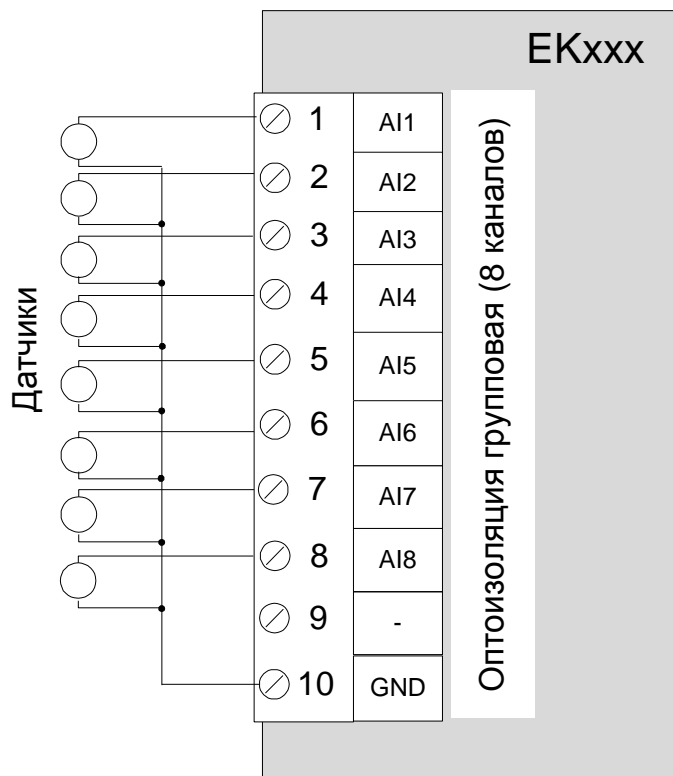 EKxxx
Датчики
1 AI1
2 AI2
3 AI3
4 AI4
5 AI5
6 AI6
7 AI7
8 AI8
9 -
10 GND
Оптоизоляция групповая (8 каналов)